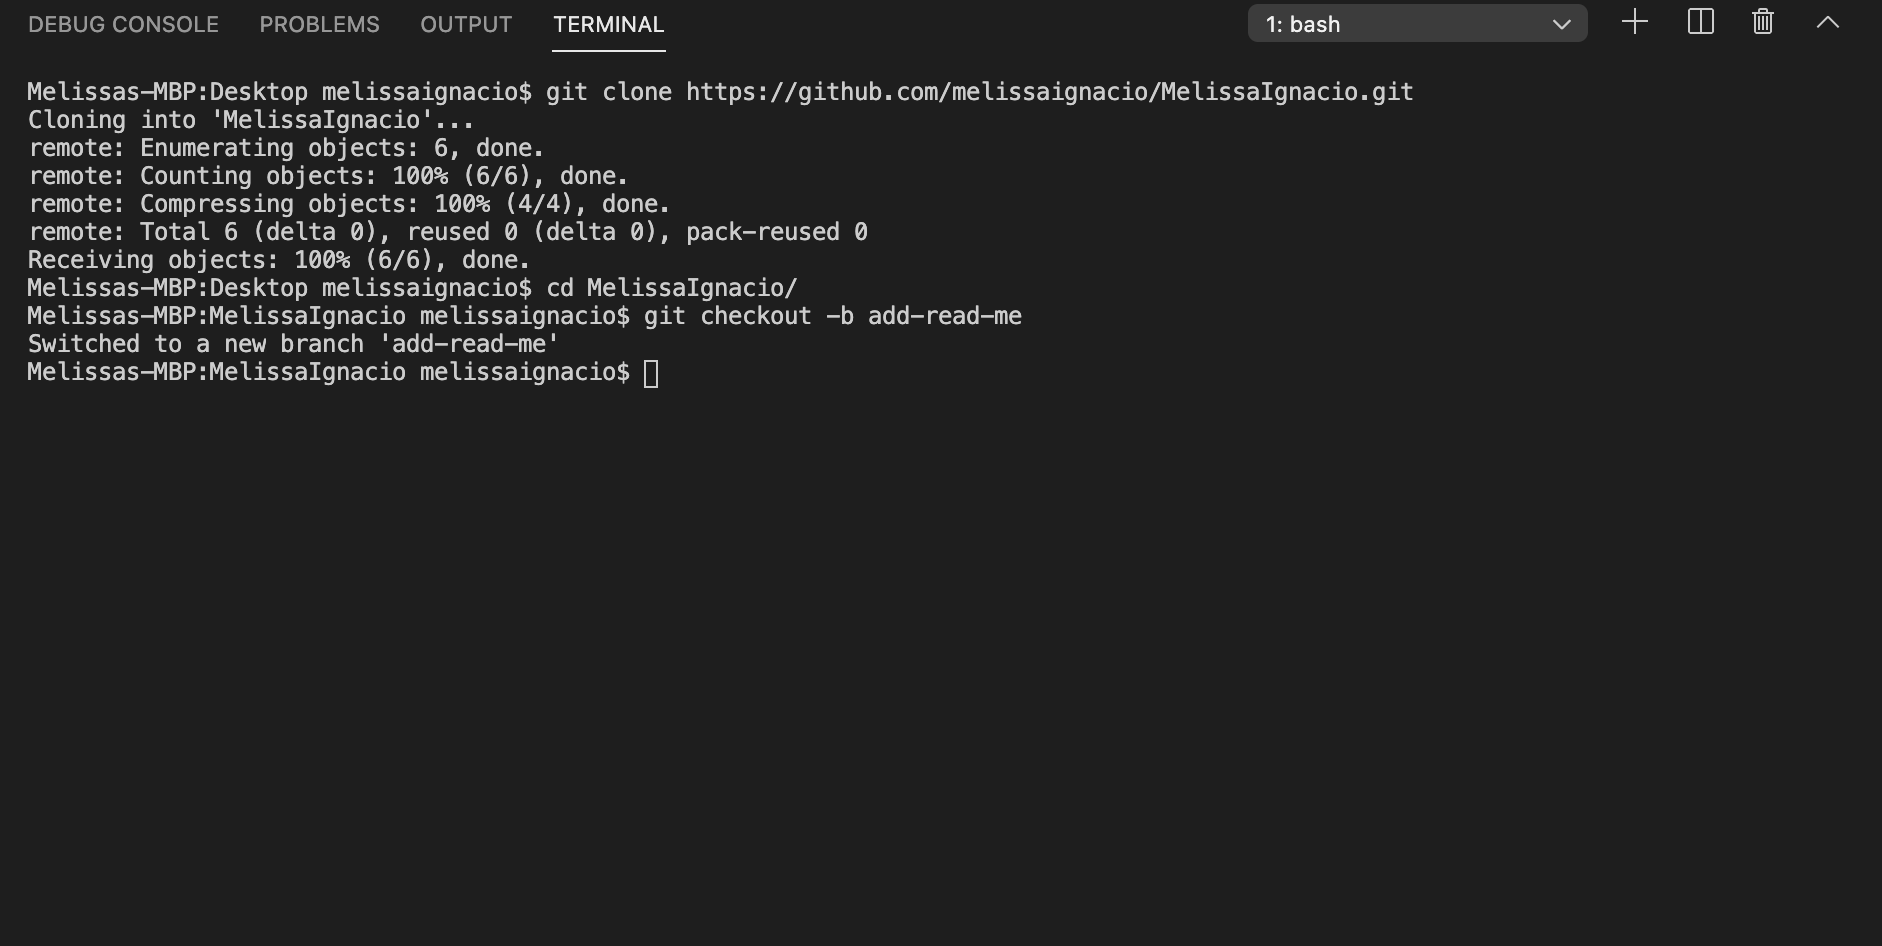 DEBUG CONSOLE PROBLEMS OUTPUT TERMINAL 1: bash
Melissas-MBP:Desktop melissaignacio$ git clone https://github.com/melissaignacio/MelissaIgnacio.git
Cloning into 'MelissaIgnacio'...
remote: Enumerating objects: 6, done.
remote: Counting objects: 100% (6/6), done.
remote: Compressing objects: 100% (4/4), done.
remote: Total 6 (delta 0), reused 0 (delta 0), pack-reused 0
Receiving objects: 100% (6/6), done.
Melissas-MBP:Desktop melissaignacio$ cd MelissaIgnacio/
Melissas-MBP:MelissaIgnacio melissaignacio$ git checkout -b add-read-me
Switched to a new branch 'add-read-me'
Melissas-MBP:MelissaIgnacio melissaignacio$